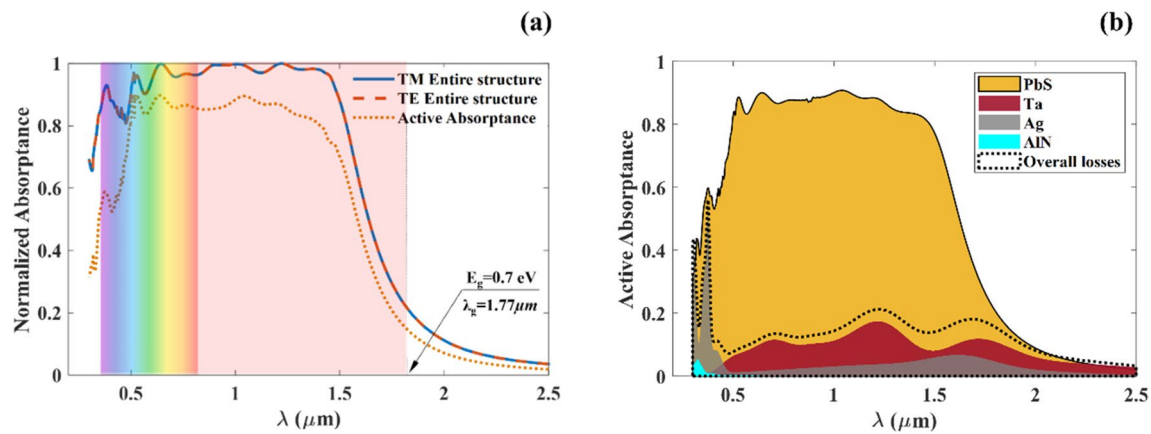 (a)
Normalized Absorptance
1
0.8
0.6
0.4
0.2
0
TM Entire structure
TE Entire structure
Active Absorptance
E_g=0.7 eV
λ_g=1.77μm
0.5
1
1.5
2
2.5
λ (μm)
(b)
Active Absorptance
1
0.8
0.6
0.4
0.2
0
PbS
Ta
Ag
AlN
Overall losses
0.5
1
1.5
2
2.5
λ (μm)